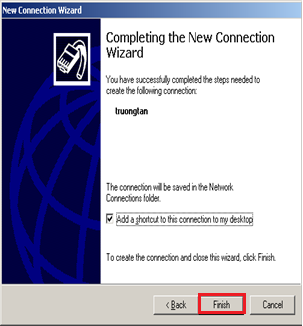 New Connection Wizard
Completing the New Connection
Wizard
You have successfully completed the steps needed to
create the following connection:
truongtan
The connection will be saved in the Network
Connections folder.
Add a shortcut to this connection to my desktop
To create the connection and close this wizard, click Finish.
< Back
Finish
Cancel